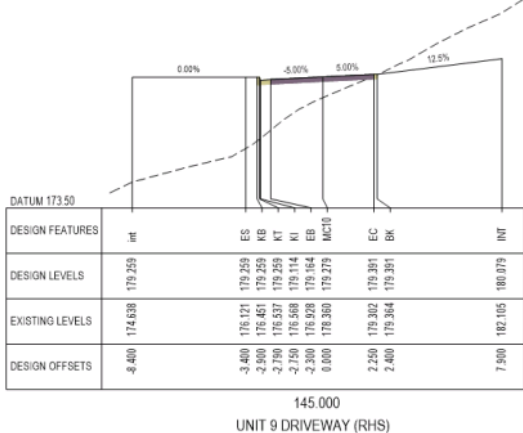 0.00%
-5.00%
5.00%
12.5%
DATUM 173.50
DESIGN FEATURES int ES KB KT KI EB MC10 EC BK INT
DESIGN LEVELS 179.259 179.259 179.259 179.259 179.114 179.164 179.279 179.391 179.391 180.079
EXISTING LEVELS 174.638 176.121 176.451 176.537 176.568 176.928 178.360 179.302 179.364 182.105
DESIGN OFFSETS -8.400 -3.400 -2.900 -2.790 -2.750 -2.300 0.000 2.250 2.400 7.900
145.000
UNIT 9 DRIVEWAY (RHS)